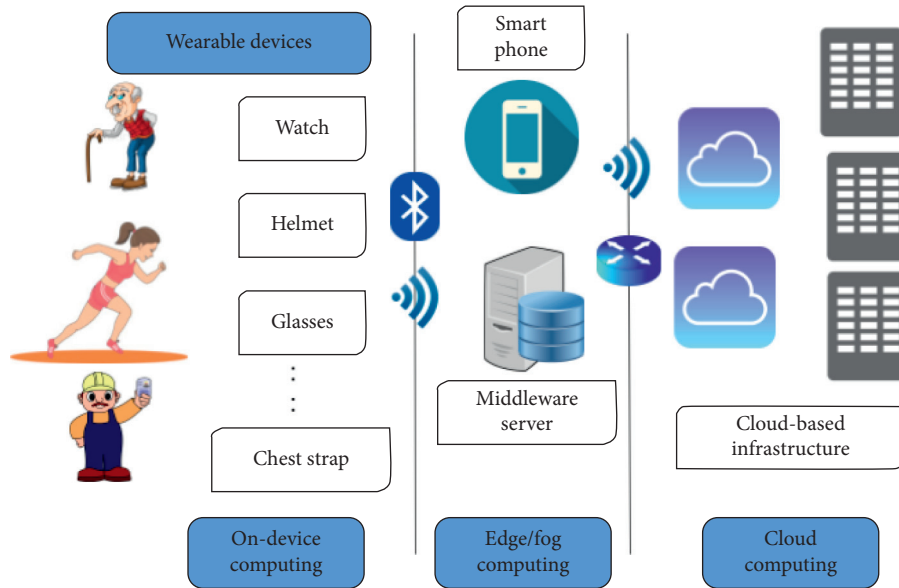 Wearable devices
Watch
Helmet
Glasses
Chest strap
On-device
computing
Smart
phone
Middleware
server
Edge/fog
computing
Cloud-based
infrastructure
Cloud
computing